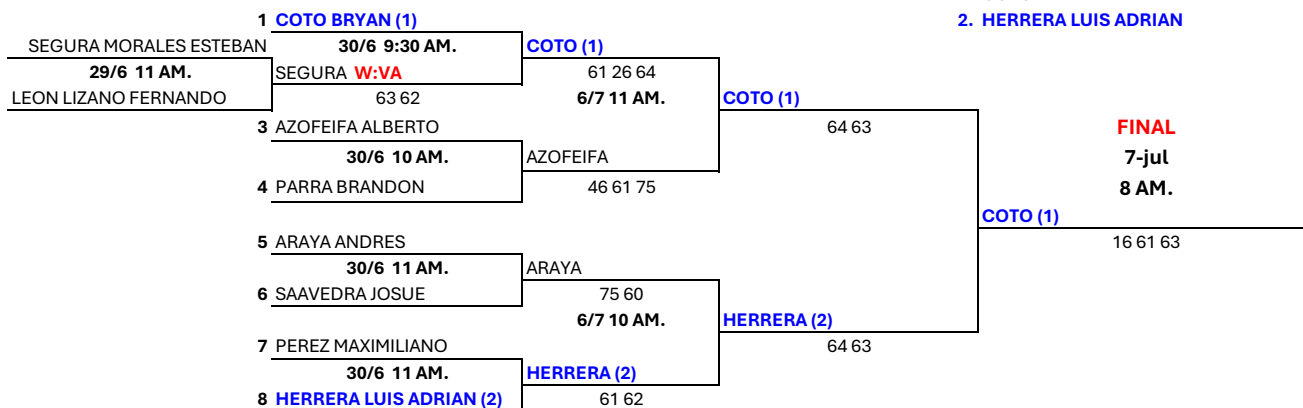 1 COTO BRYAN (1)
2. HERRERA LUIS ADRIAN
SEGURA MORALES ESTEBAN
30/6 9:30 AM.
COTO (1)
29/6 11 AM.
SEGURA W:VA
61 26 64
LEON LIZANO FERNANDO
63 62
6/7 11 AM.
COTO (1)
3 AZOFEIFA ALBERTO
64 63
FINAL
30/6 10 AM.
AZOFEIFA
7-jul
4 PARRA BRANDON
46 61 75
8 AM.
COTO (1)
5 ARAYA ANDRES
16 61 63
30/6 11 AM.
ARAYA
6 SAAVEDRA JOSUE
75 60
6/7 10 AM.
HERRERA (2)
7 PEREZ MAXIMILIANO
64 63
30/6 11 AM.
HERRERA (2)
8 HERRERA LUIS ADRIAN (2)
61 62